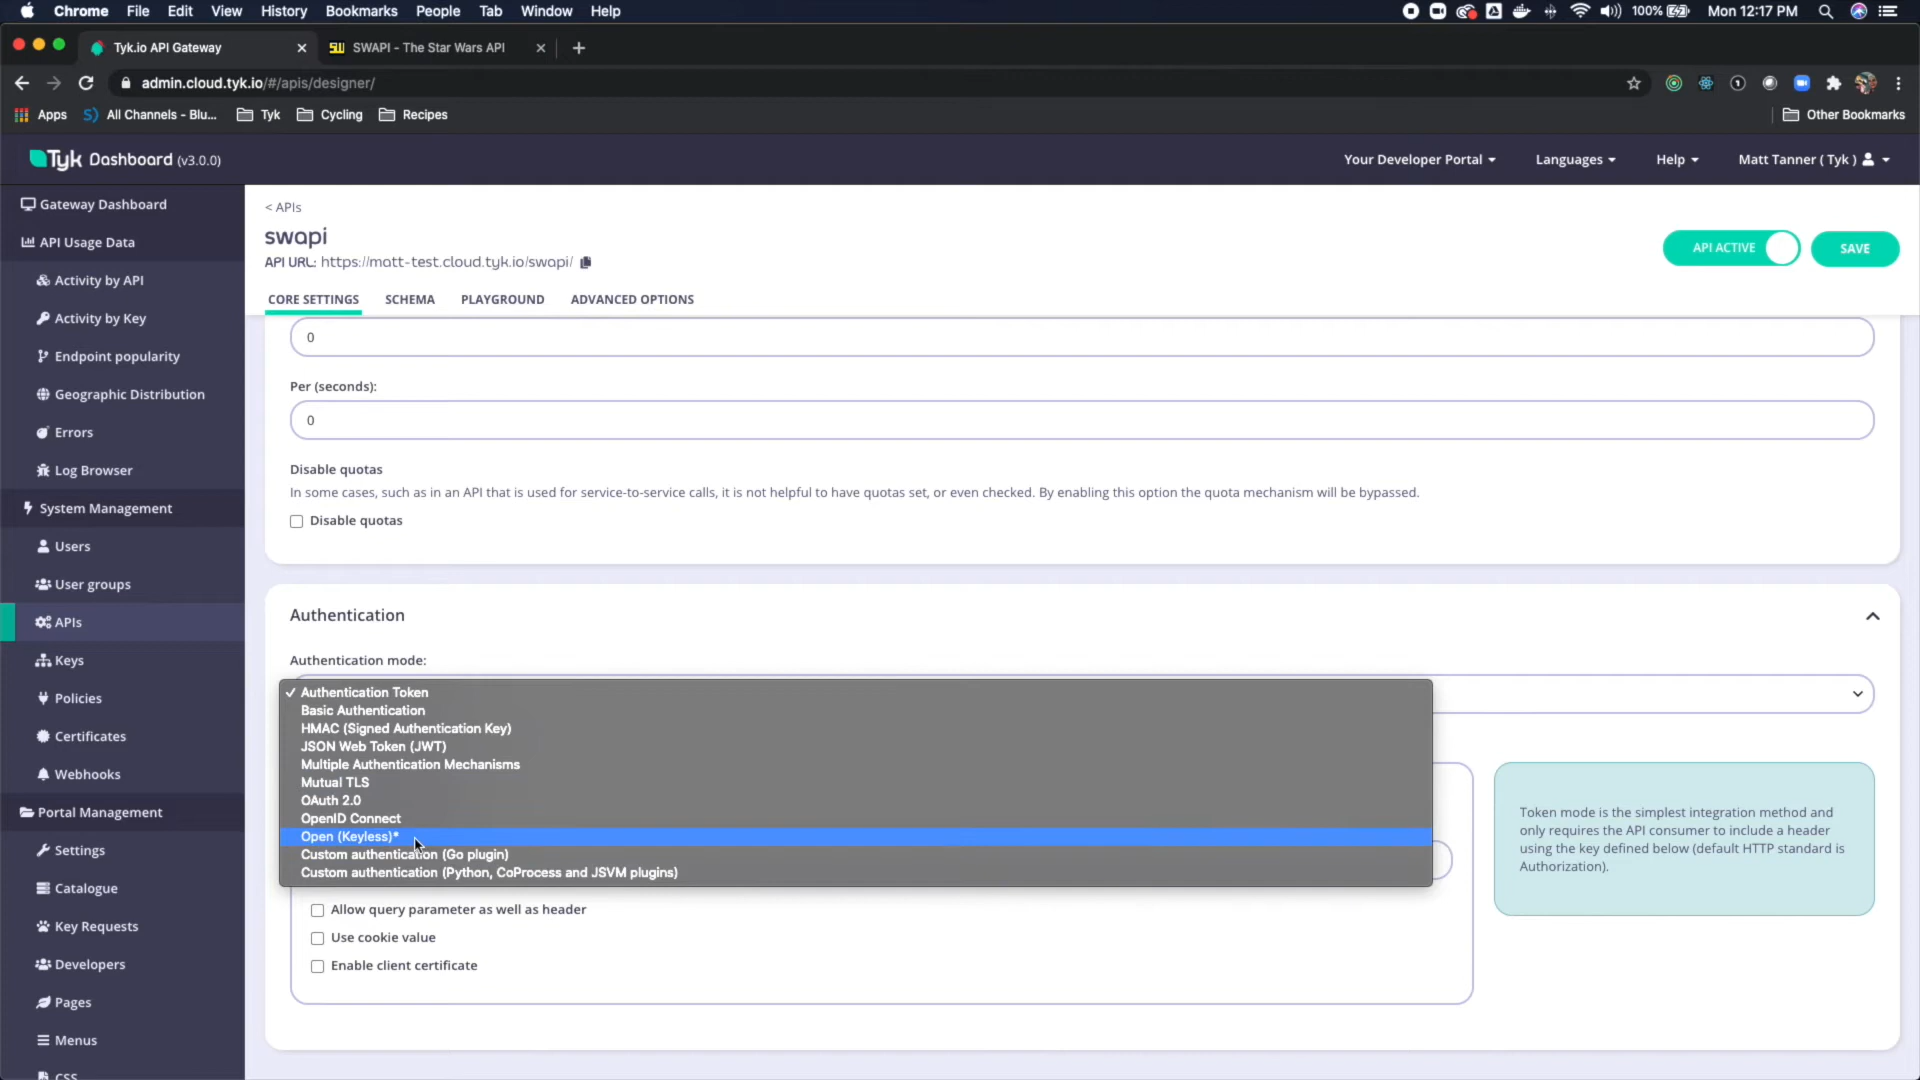 Chrome File Edit View History Bookmarks People Tab Window Help 100% Mon 12:17 PM
Tyk.io API Gateway SWAPI - The Star Wars API
admin.cloud.tyk.io/#/apis/designer/
Apps All Channels - Blu... Tyk Cycling Recipes Other Bookmarks
Tyk Dashboard (v3.0.0) Your Developer Portal Languages Help Matt Tanner ( Tyk )
Gateway Dashboard
API Usage Data
Activity by API
Activity by Key
Endpoint popularity
Geographic Distribution
Errors
Log Browser
System Management
Users
User groups
APIs
Keys
Policies
Certificates
Webhooks
Portal Management
Settings
Catalogue
Key Requests
Developers
Pages
Menus
CSS
< APIs
swapi
API URL: https://matt-test.cloud.tyk.io/swapi/
API ACTIVE SAVE
CORE SETTINGS SCHEMA PLAYGROUND ADVANCED OPTIONS
0
Per (seconds):
0
Disable quotas
In some cases, such as in an API that is used for service-to-service calls, it is not helpful to have quotas set, or even checked. By enabling this option the quota mechanism will be bypassed.
Disable quotas
Authentication
Authentication mode:
✓ Authentication Token
Basic Authentication
HMAC (Signed Authentication Key)
JSON Web Token (JWT)
Multiple Authentication Mechanisms
Mutual TLS
OAuth 2.0
OpenID Connect
Open (Keyless)*
Custom authentication (Go plugin)
Custom authentication (Python, CoProcess and JSVM plugins)
Allow query parameter as well as header
Use cookie value
Enable client certificate
Token mode is the simplest integration method and
only requires the API consumer to include a header
using the key defined below (default HTTP standard is
Authorization).